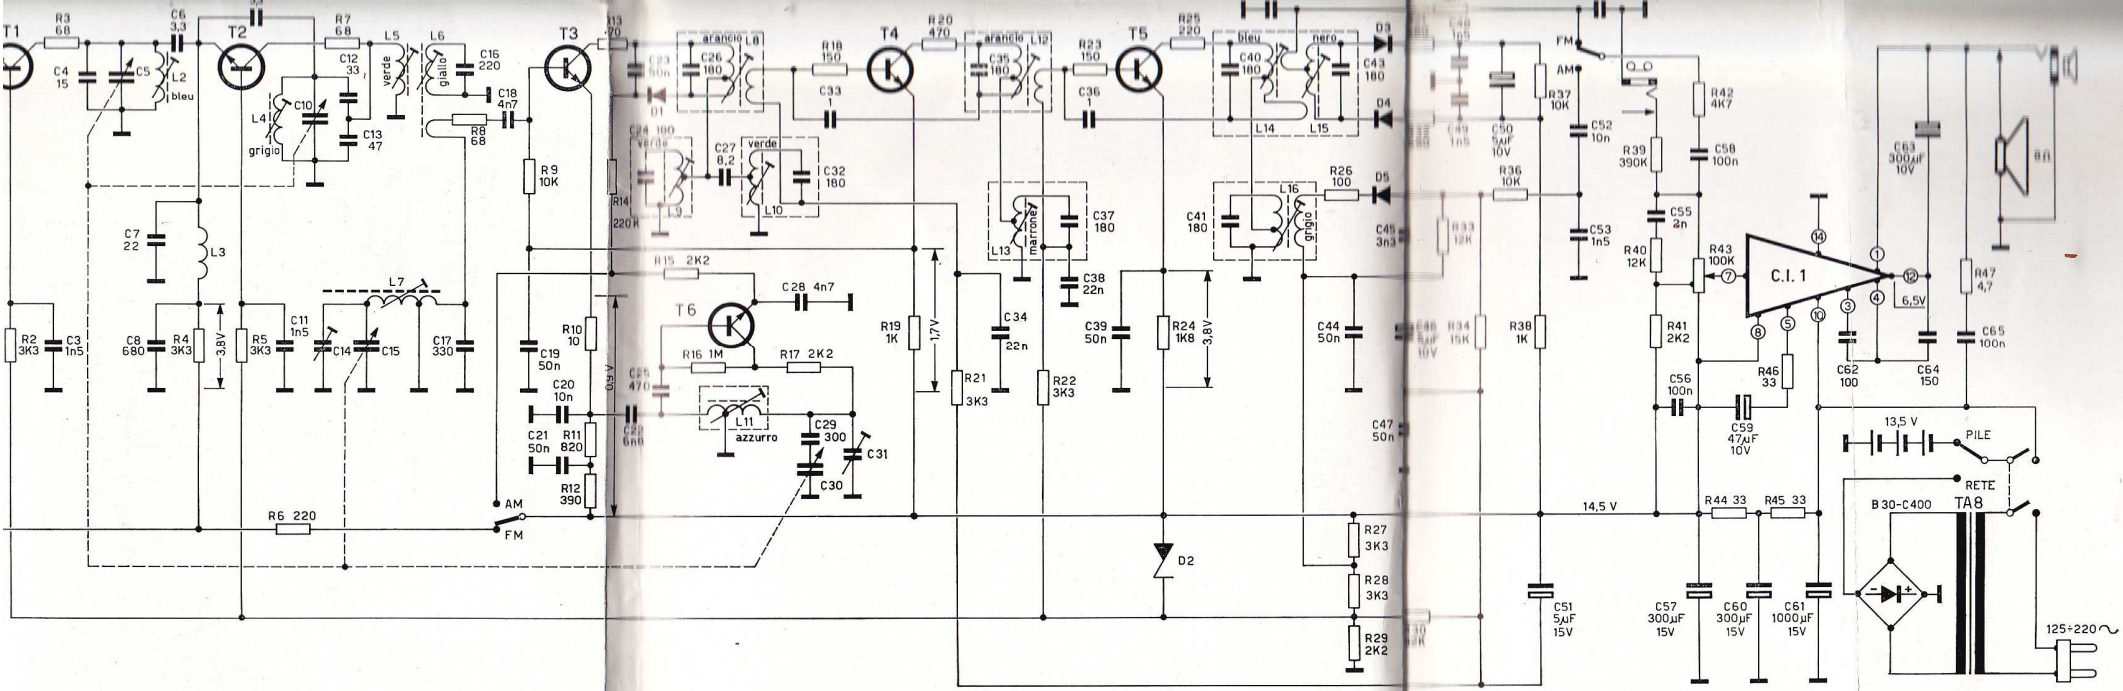 T1
R3
68
C6
3,3
T2
R7
68
L5
L6
C16
220
T3
C4
15
C5
L2
bleu
C12
33
verde
giallo
C18
4n7
L4
grigio
C10
C13
47
R8
68
R9
10K
C7
22
L3
L7
R2
3K3
C3
1n5
C8
680
R4
3K3
3,8V
R5
3K3
C11
1n5
C14
C15
C17
330
R10
10
C19
50n
C20
10n
C21
50n
R11
820
R12
390
R6 220
AM
FM
arancio
L8
C23
50n
C26
180
D1
R18
150
C33
1
T4
R20
470
C24 180
verde
L9
C27
8,2
verde
L10
C32
180
R14
220K
R15 2K2
T6
C28 4n7
R16 1M
R17 2K2
C25
470
C22
6n8
L11
azzurro
C29
300
C30
C31
R19
1K
1,7V
R21
3K3
C34
22n
arancio
L12
C35
180
R23
150
C36
1
T5
R25
220
L13
marrone
C37
180
C38
22n
R22
3K3
C39
50n
R24
1K8
3,8V
D2
bleu
nero
C40
180
C43
180
L14
L15
D3
D4
L16
C41
180
grigio
R26
100
D5
C44
50n
C45
3n3
C47
50n
R27
3K3
R28
3K3
R29
2K2
C49
1n5
C50
5µF
10V
R37
10K
FM
AM
C52
10n
R36
10K
C53
1n5
R33
12K
R34
15K
R38
1K
R42
4K7
R39
390K
C58
100n
C55
2n
R40
12K
R43
100K
R41
2K2
C56
100n
C59
47µF
10V
R46
33
C.I. 1
14
7
8
5
10
3
4
1
12
6,5V
C62
100
C64
150
C63
300µF
10V
8Ω
R47
4,7
C65
100n
13,5 V
PILE
RETE
14,5 V
R44 33
R45 33
B30-C400
TA8
C51
5µF
15V
C57
300µF
15V
C60
300µF
15V
C61
1000µF
15V
125÷220